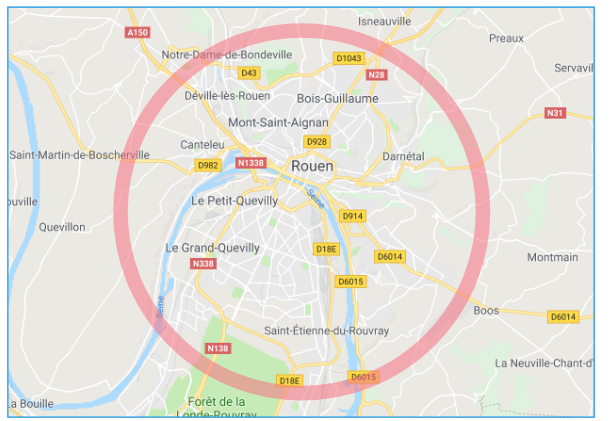 Isneauville
A150
Preaux
Notre-Dame-de-Bondeville
D1043
D43
N28
Servavil
Déville-lès-Rouen
Bois-Guillaume
N31
Mont-Saint-Aignan
D928
Canteleu
Saint-Martin-de-Boscherville
Darnétal
D982
N1338
Rouen
ouville
Le Petit-Quevilly
Seine
D914
Quevillon
Le Grand-Quevilly
D18E
D6014
Montmain
N338
D6015
Seine
Boos
D6014
Saint-Étienne-du-Rouvray
N138
La Neuville-Chant-d'
D18E
D6015
La Bouille
Forêt de la
Londe-Rouvray